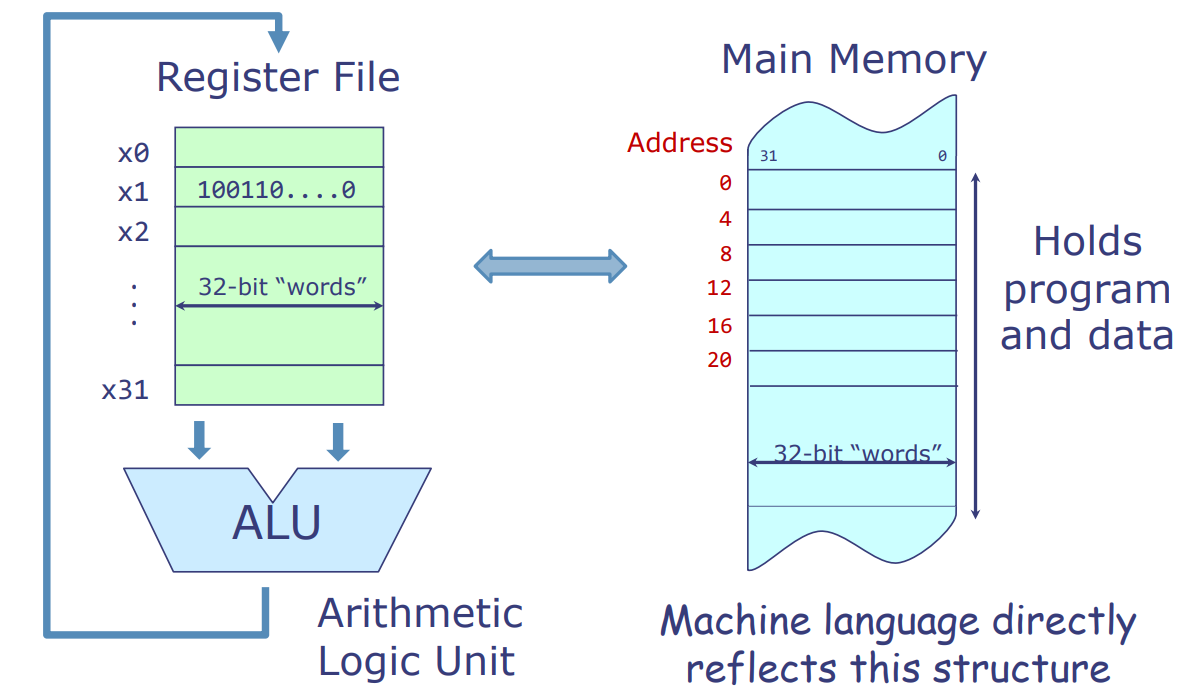 Register File
x0
x1
100110....0
x2
.
.
.
32-bit “words”
x31
ALU
Arithmetic
Logic Unit
Main Memory
Address
31
0
0
4
8
12
16
20
32-bit “words”
Holds
program
and data
Machine language directly
reflects this structure